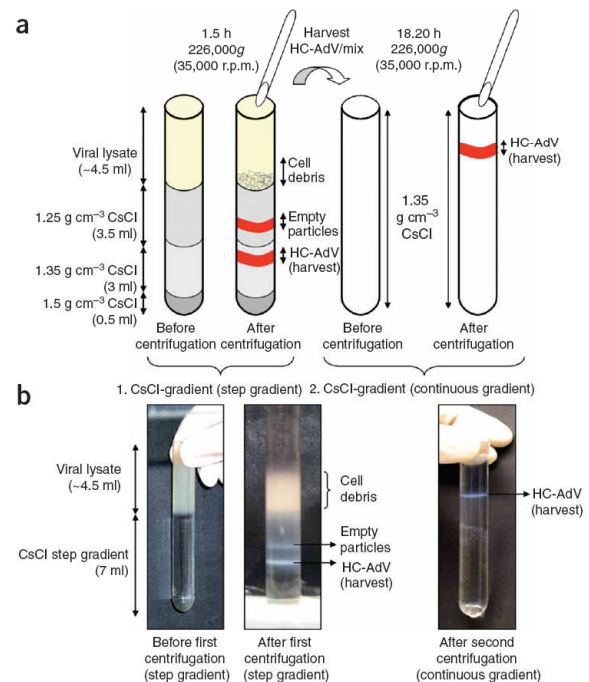 a
1.5 h
226,000g
(35,000 r.p.m.)
Harvest
HC-AdV/mix
18.20 h
226,000g
(35,000 r.p.m.)
Viral lysate
(~4.5 ml)
1.25 g cm–3 CsCl
(3.5 ml)
1.35 g cm–3 CsCl
(3 ml)
1.5 g cm–3 CsCl
(0.5 ml)
Cell
debris
Empty
particles
HC-AdV
(harvest)
1.35
g cm–3
CsCl
HC-AdV
(harvest)
Before
centrifugation
After
centrifugation
Before
centrifugation
After
centrifugation
1. CsCl-gradient (step gradient)
2. CsCl-gradient (continuous gradient)
b
Viral lysate
(~4.5 ml)
CsCl step gradient
(7 ml)
Cell
debris
Empty
particles
HC-AdV
(harvest)
HC-AdV
(harvest)
Before first
centrifugation
(step gradient)
After first
centrifugation
(step gradient)
After second
centrifugation
(continuous gradient)